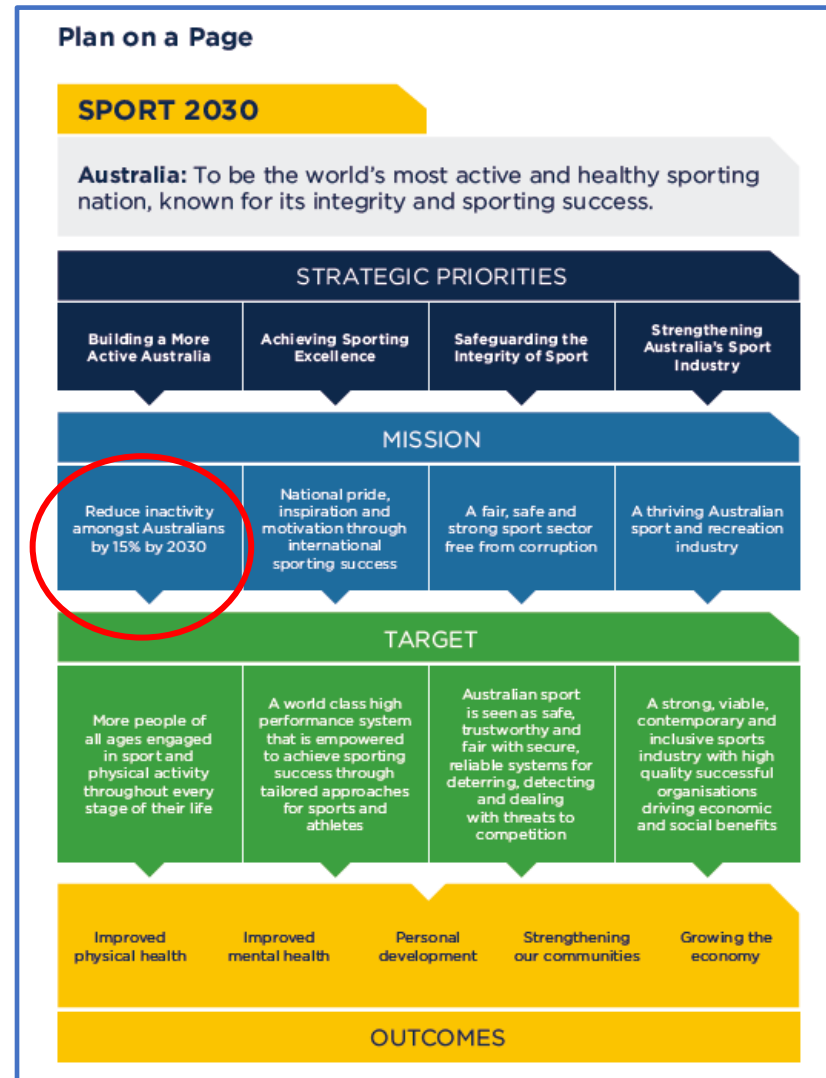 Plan on a Page
SPORT 2030
Australia: To be the world's most active and healthy sporting
nation, known for its integrity and sporting success.
STRATEGIC PRIORITIES
Building a More
Active Australia
Achieving Sporting
Excellence
Safeguarding the
Integrity of Sport
Strengthening
Australia's Sport
Industry
MISSION
Reduce inactivity
amongst Australians
by 15% by 2030
National pride,
inspiration and
motivation through
international
sporting success
A fair, safe and
strong sport sector
free from corruption
A thriving Australian
sport and recreation
industry
TARGET
More people of
all ages engaged
in sport and
physical activity
throughout every
stage of their life
A world class high
performance system
that is empowered
to achieve sporting
success through
tailored approaches
for sports and
athletes
Australian sport
is seen as safe,
trustworthy and
fair with secure,
reliable systems for
deterring, detecting
and dealing
with threats to
competition
A strong, viable,
contemporary and
inclusive sports
industry with high
quality successful
organisations
driving economic
and social benefits
Improved
physical health
Improved
mental health
Personal
development
Strengthening
our communities
Growing the
economy
OUTCOMES